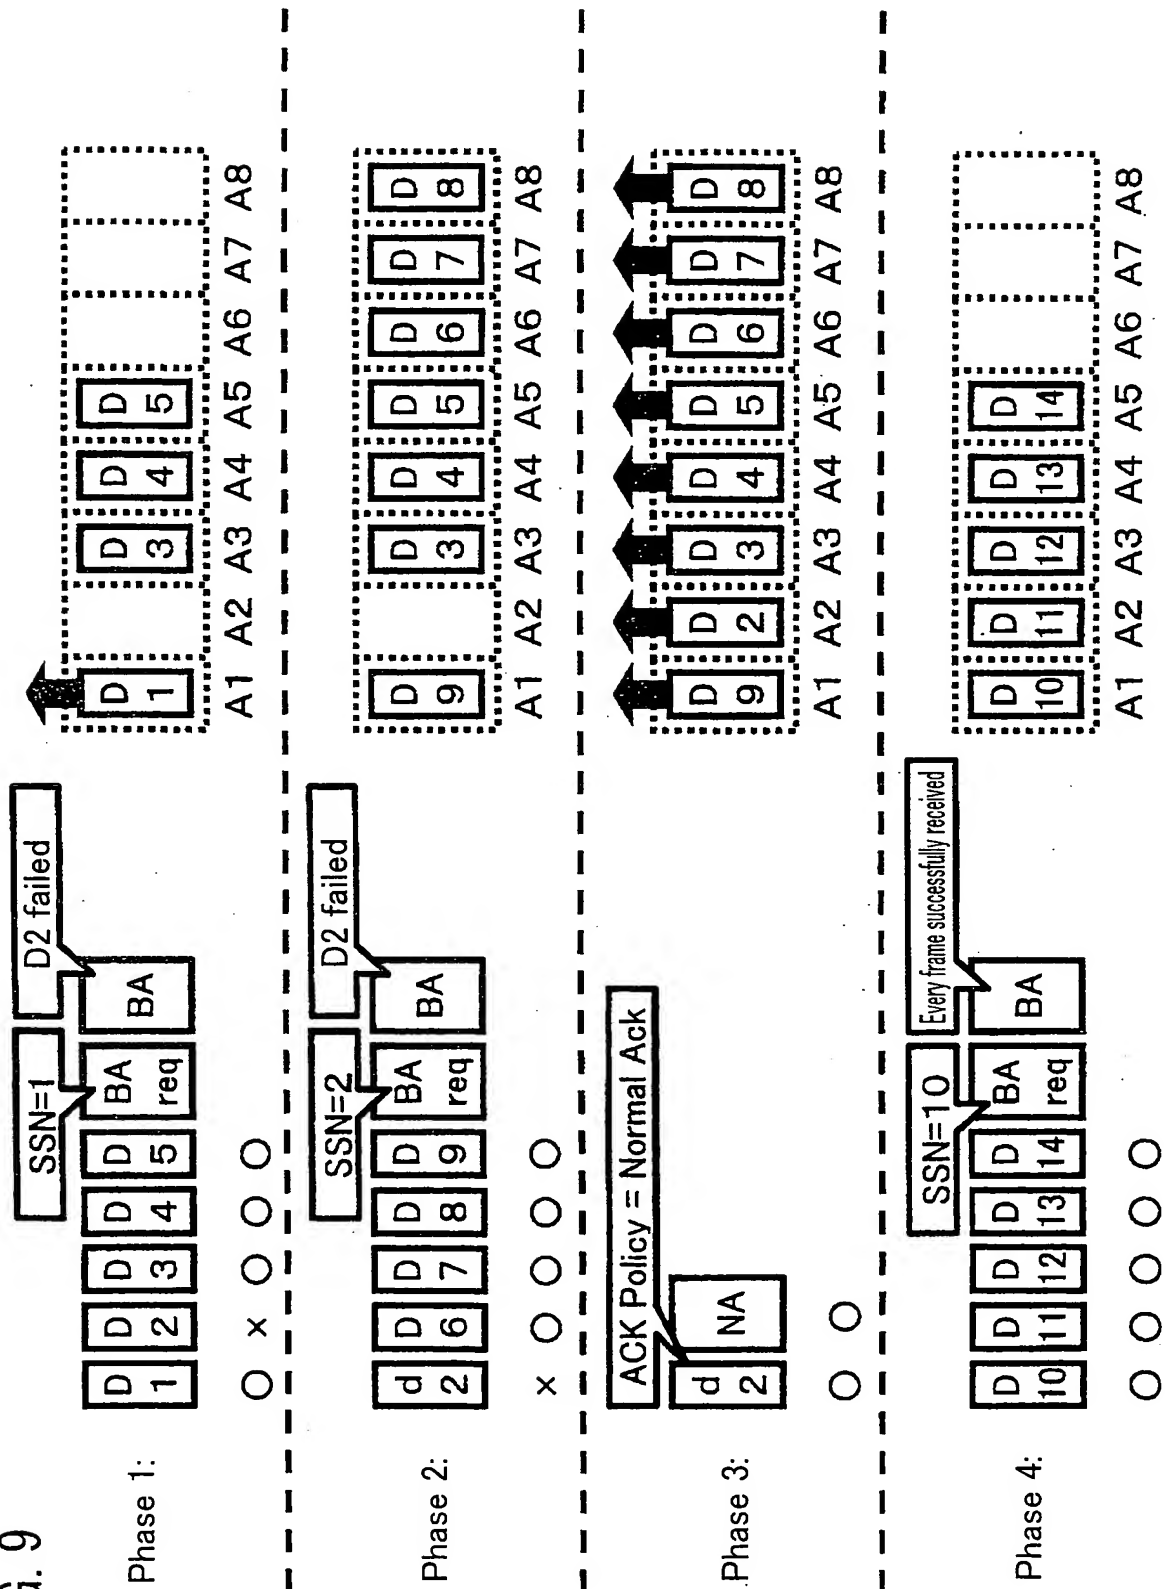 G. 9
Phase 1:
SSN=1
D2 failed
D 1
D 2
D 3
D 4
D 5
BA req
BA
O x O O O
D 1
D 3
D 4
D 5
A1 A2 A3 A4 A5 A6 A7 A8
Phase 2:
SSN=2
D2 failed
d 2
D 6
D 7
D 8
D 9
BA req
BA
x O O O O
D 9
D 3
D 4
D 5
D 6
D 7
D 8
A1 A2 A3 A4 A5 A6 A7 A8
Phase 3:
ACK Policy = Normal Ack
d 2
NA
O O
D 9
D 2
D 3
D 4
D 5
D 6
D 7
D 8
A1 A2 A3 A4 A5 A6 A7 A8
Phase 4:
SSN=10
Every frame successfully received
D 10
D 11
D 12
D 13
D 14
BA req
BA
O O O O O
D 10
D 11
D 12
D 13
D 14
A1 A2 A3 A4 A5 A6 A7 A8